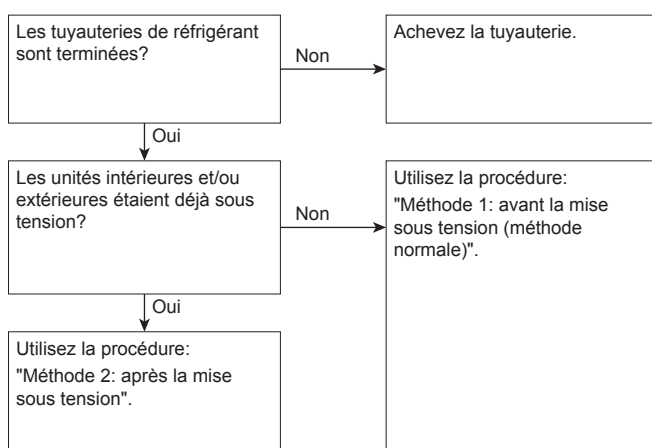 Les tuyauteries de réfrigérant
sont terminées?
Non
Achevez la tuyauterie.
Oui
Les unités intérieures et/ou
extérieures étaient déjà sous
tension?
Non
Utilisez la procédure:
"Méthode 1: avant la mise
sous tension (méthode
normale)".
Oui
Utilisez la procédure:
"Méthode 2: après la mise
sous tension".